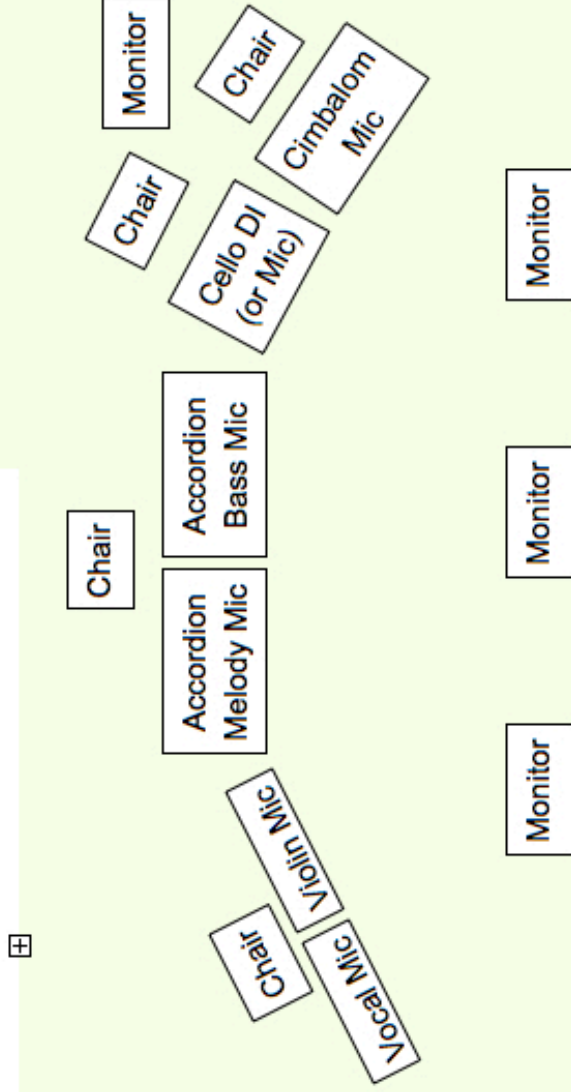 Chair
Chair
Monitor
Accordion
Melody Mic
Accordion
Bass Mic
Cello DI
(or Mic)
Chair
Chair
Violin Mic
Cimbalom
Mic
Vocal Mic
Monitor
Monitor
Monitor